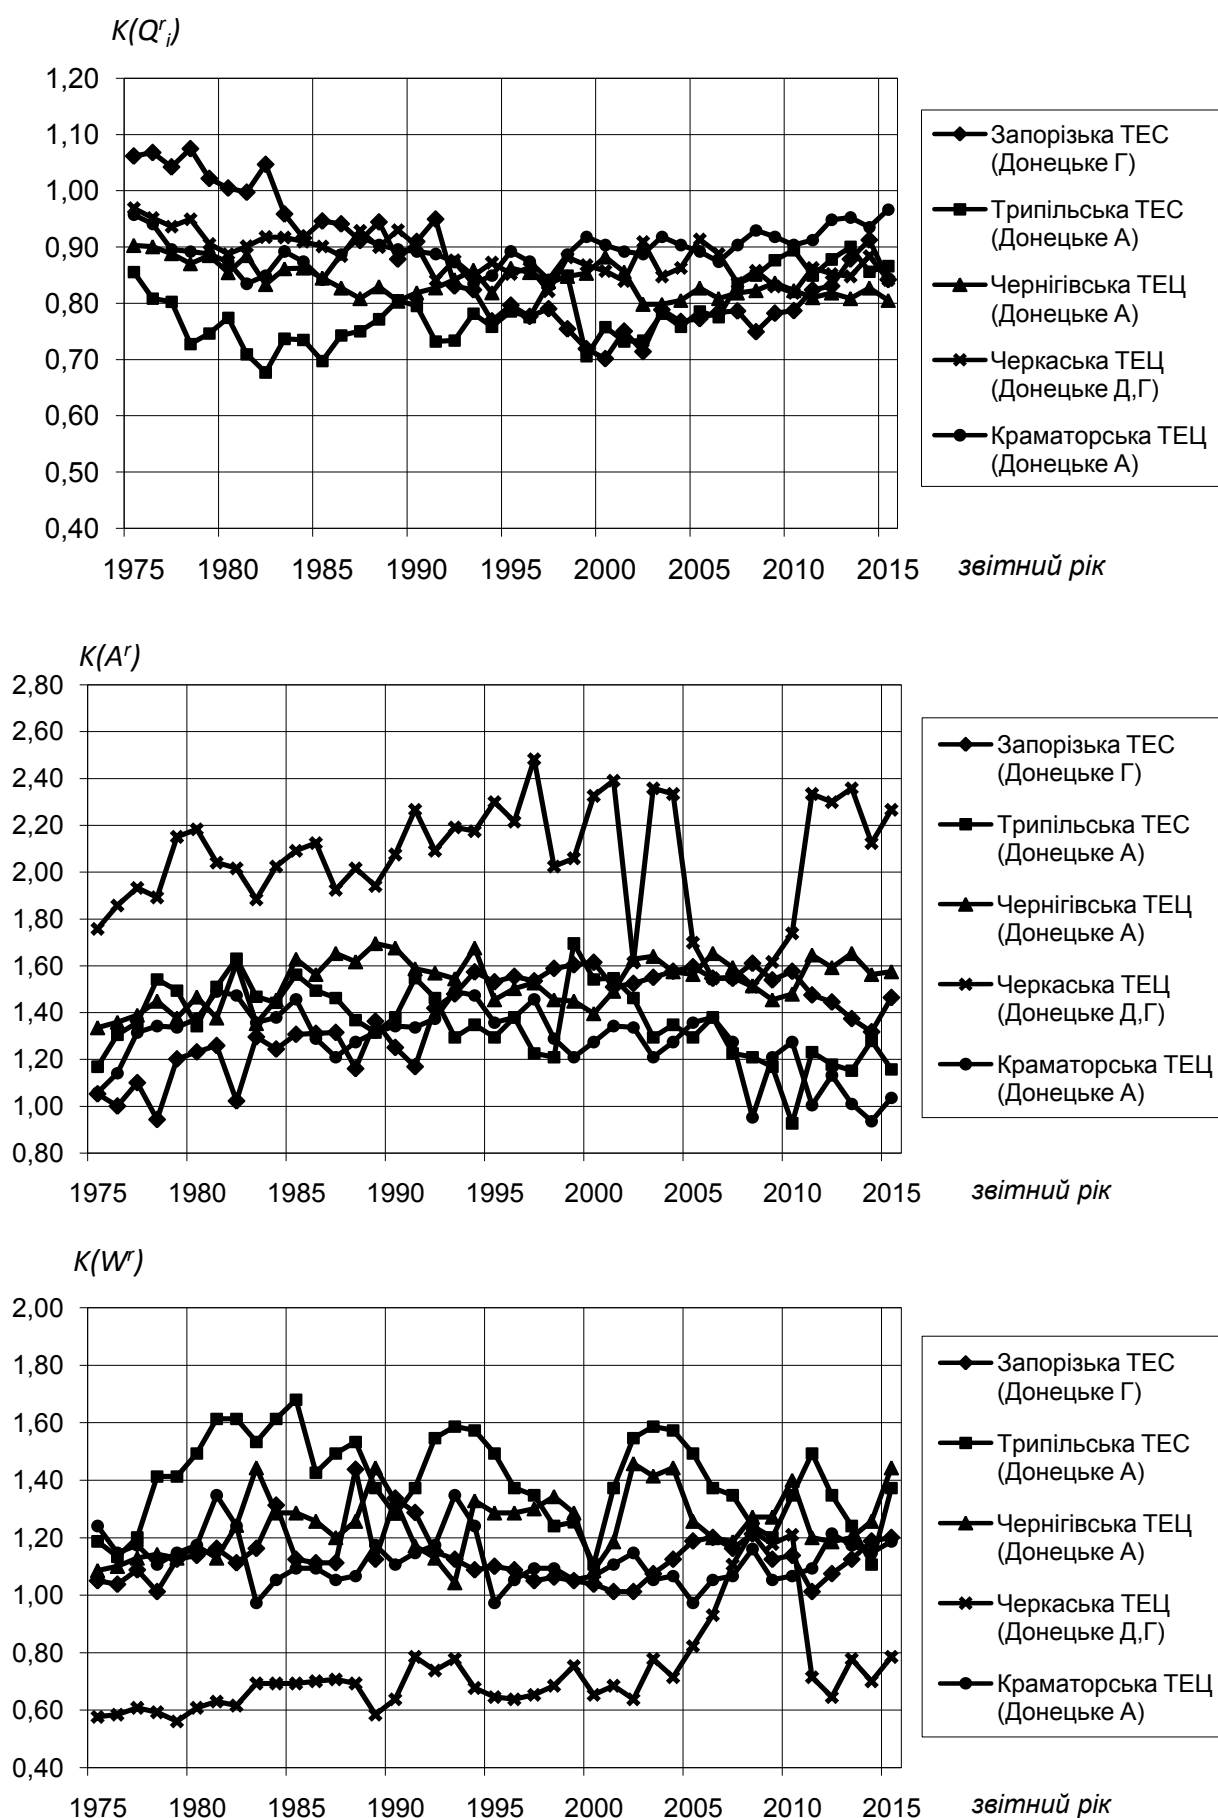 K(Qʳᵢ)
1,20
1,10
1,00
0,90
0,80
0,70
0,60
0,50
0,40
1975 1980 1985 1990 1995 2000 2005 2010 2015
звітний рік
Запорізька ТЕС
(Донецьке Г)
Трипільська ТЕС
(Донецьке А)
Чернігівська ТЕЦ
(Донецьке А)
Черкаська ТЕЦ
(Донецьке Д,Г)
Краматорська ТЕЦ
(Донецьке А)
K(Aʳ)
2,80
2,60
2,40
2,20
2,00
1,80
1,60
1,40
1,20
1,00
0,80
1975 1980 1985 1990 1995 2000 2005 2010 2015
звітний рік
Запорізька ТЕС
(Донецьке Г)
Трипільська ТЕС
(Донецьке А)
Чернігівська ТЕЦ
(Донецьке А)
Черкаська ТЕЦ
(Донецьке Д,Г)
Краматорська ТЕЦ
(Донецьке А)
K(Wʳ)
2,00
1,80
1,60
1,40
1,20
1,00
0,80
0,60
0,40
1975 1980 1985 1990 1995 2000 2005 2010 2015
звітний рік
Запорізька ТЕС
(Донецьке Г)
Трипільська ТЕС
(Донецьке А)
Чернігівська ТЕЦ
(Донецьке А)
Черкаська ТЕЦ
(Донецьке Д,Г)
Краматорська ТЕЦ
(Донецьке А)